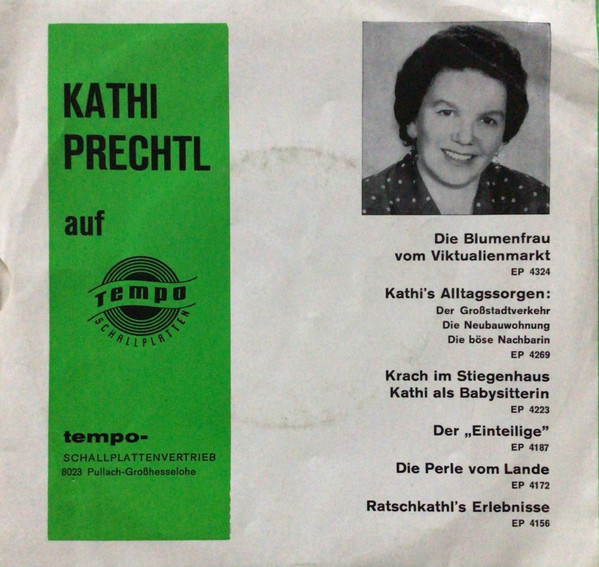 KATHI
PRECHTL
auf
Tempo
SCHALLPLATTEN
tempo-
SCHALLPLATTENVERTRIEB
8023 Pullach-Großhesselohe
Die Blumenfrau
vom Viktualienmarkt
EP 4324
Kathi's Alltagssorgen:
Der Großstadtverkehr
Die Neubauwohnung
Die böse Nachbarin
EP 4269
Krach im Stiegenhaus
Kathi als Babysitterin
EP 4223
Der „Einteilige”
EP 4187
Die Perle vom Lande
EP 4172
Ratschkathl's Erlebnisse
EP 4156